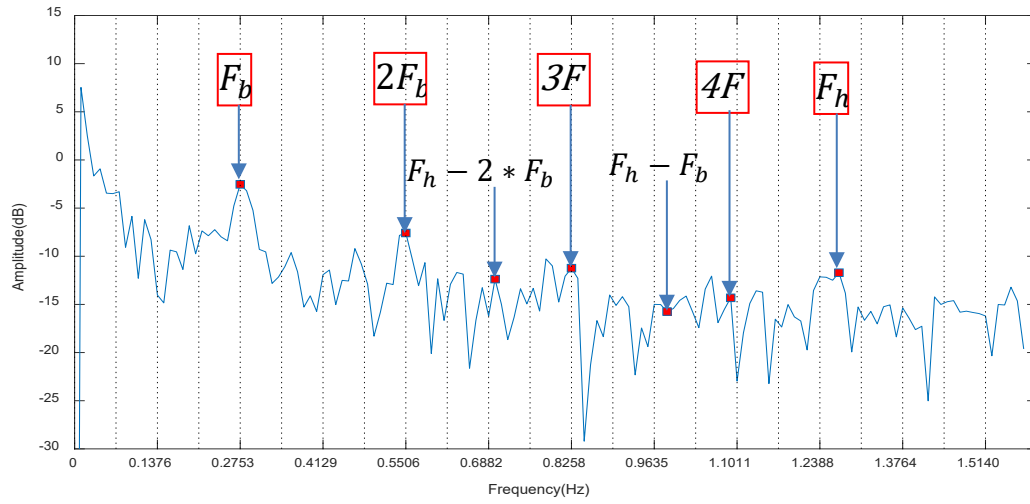 15
10
5
0
-5
-10
-15
-20
-25
-30
Amplitude(dB)
F_b
2F_b
3F
4F
F_h
F_h − 2 * F_b
F_h − F_b
0 0.1376 0.2753 0.4129 0.5506 0.6882 0.8258 0.9635 1.1011 1.2388 1.3764 1.5140
Frequency(Hz)